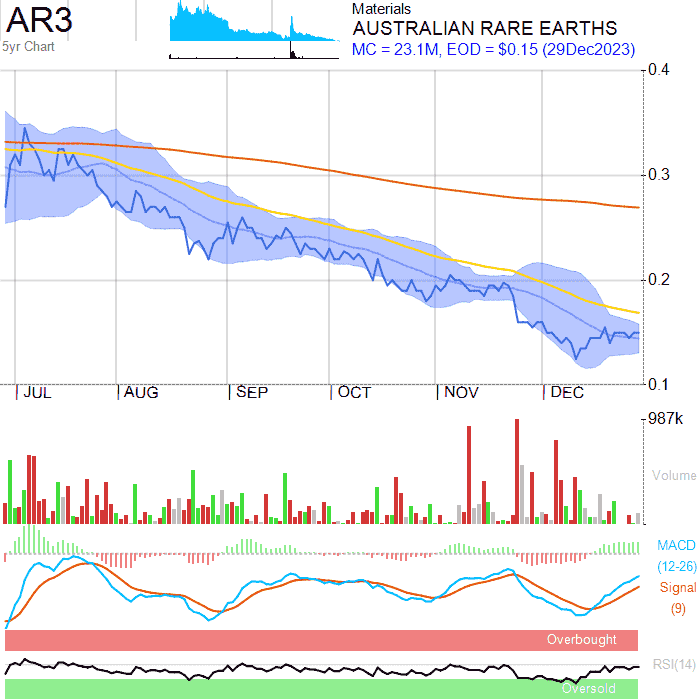 AR3
5yr Chart
Materials
AUSTRALIAN RARE EARTHS
MC = 23.1M, EOD = $0.15 (29Dec2023)
0.4
0.3
0.2
0.1
JUL AUG SEP OCT NOV DEC
987k
Volume
MACD
(12-26)
Signal
(9)
Overbought
RSI(14)
Oversold